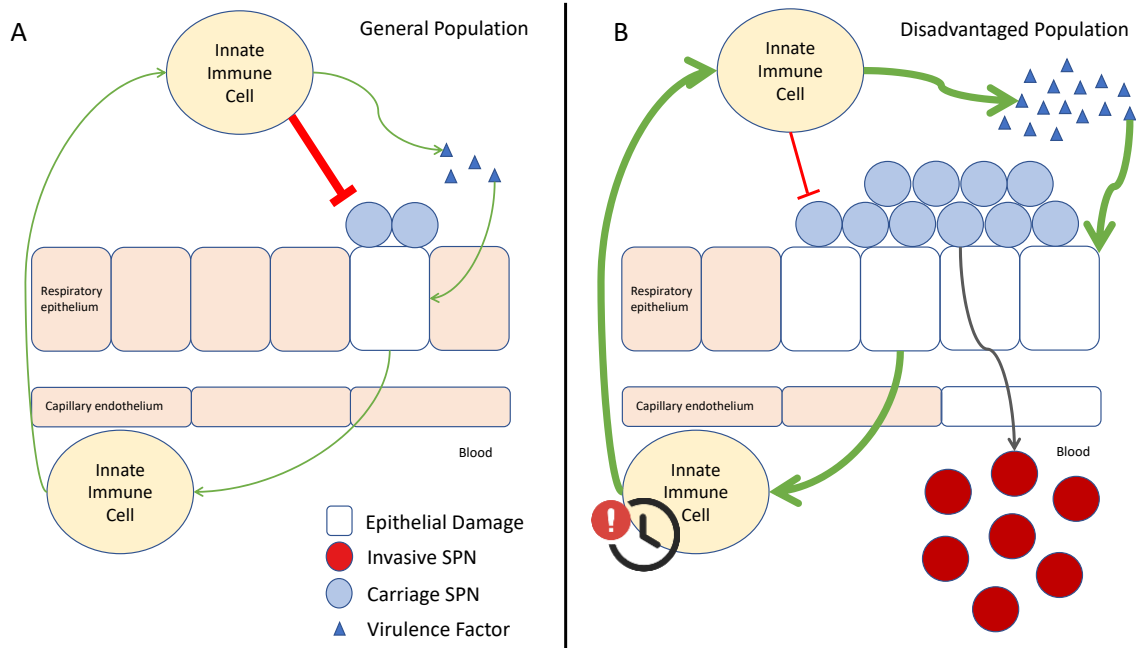 A
General Population
Innate
Immune
Cell
Respiratory
epithelium
Capillary endothelium
Blood
Innate
Immune
Cell
Epithelial Damage
Invasive SPN
Carriage SPN
Virulence Factor
B
Disadvantaged Population
Innate
Immune
Cell
Respiratory
epithelium
Capillary endothelium
Blood
Innate
Immune
Cell
!